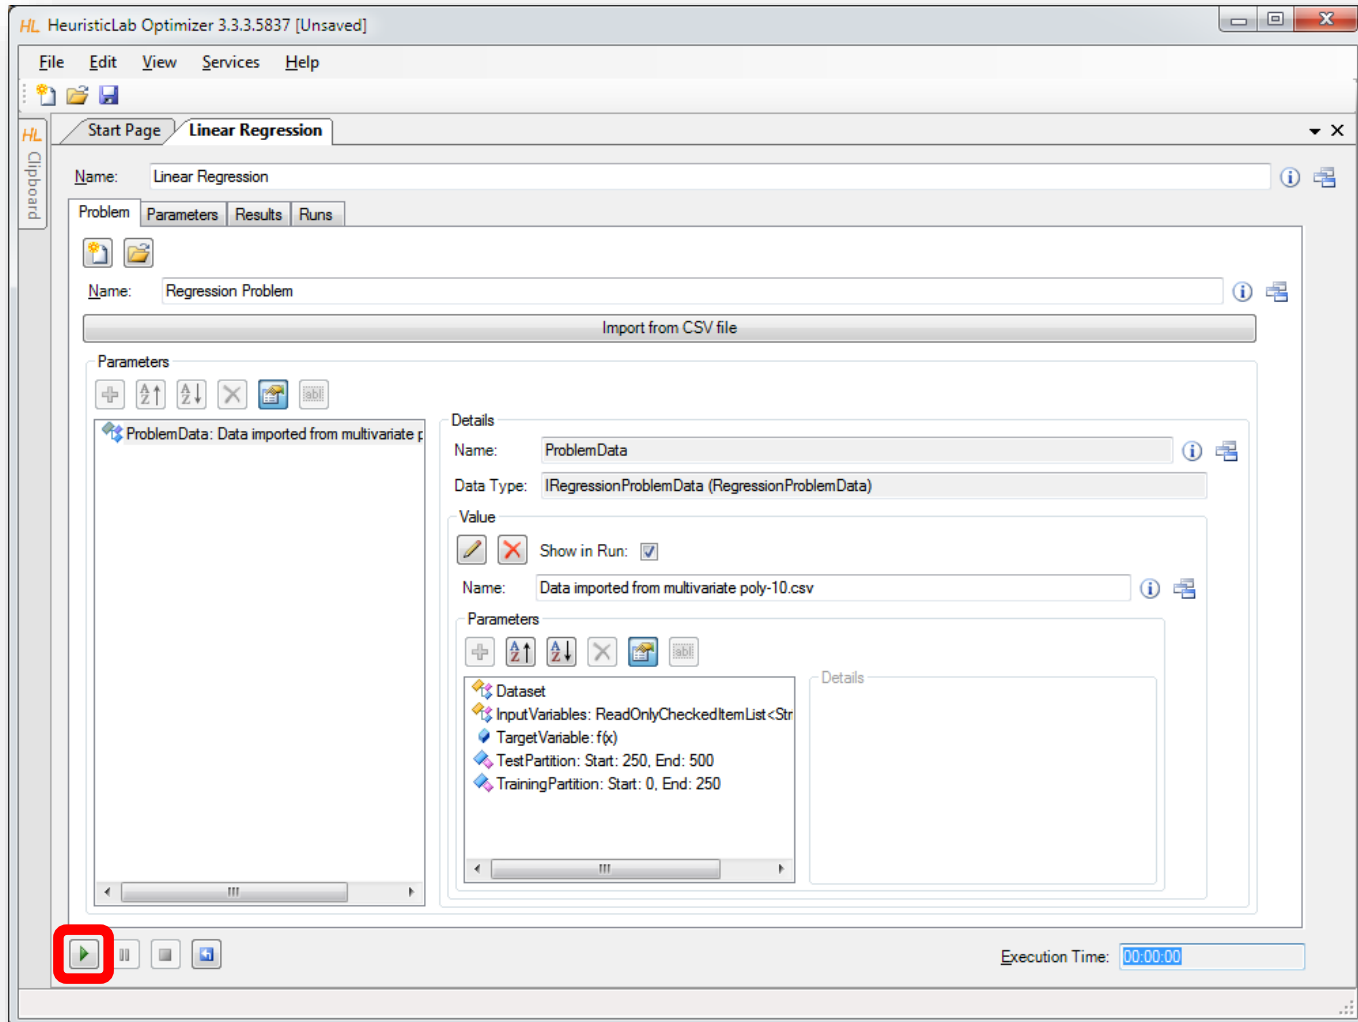 HL HeuristicLab Optimizer 3.3.3.5837 [Unsaved]
File Edit View Services Help
HL Clipboard
Start Page Linear Regression
Name: Linear Regression
Problem Parameters Results Runs
Name: Regression Problem
Import from CSV file
Parameters
ProblemData: Data imported from multivariate p
Details
Name: ProblemData
Data Type: IRegressionProblemData (RegressionProblemData)
Value
Show in Run:
Name: Data imported from multivariate poly-10.csv
Parameters
Dataset
InputVariables: ReadOnlyCheckedItemList<Str
TargetVariable: f(x)
TestPartition: Start: 250, End: 500
TrainingPartition: Start: 0, End: 250
Details
Execution Time: 00:00:00